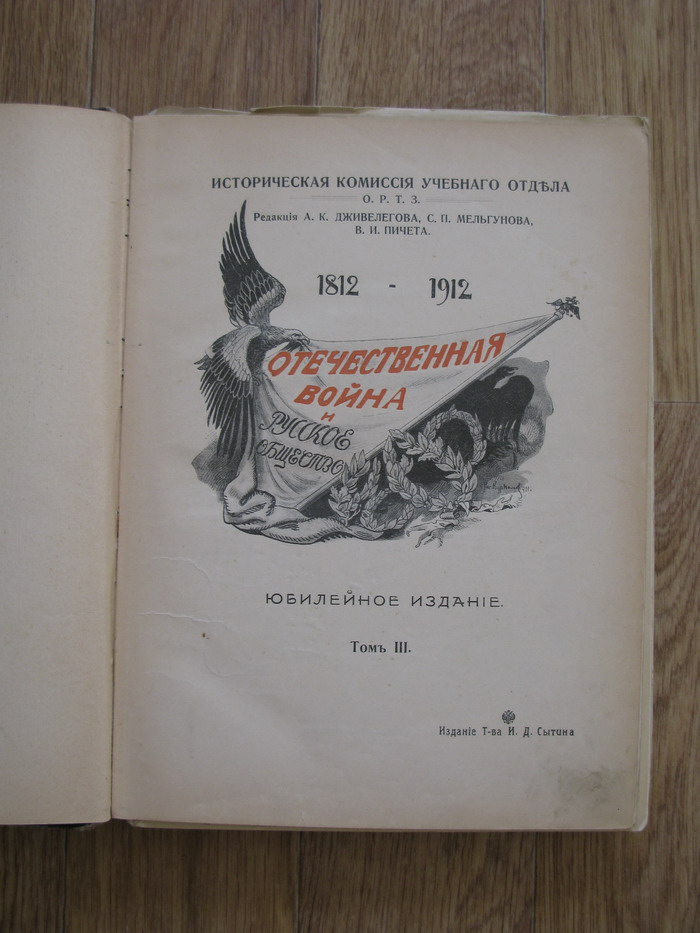 ИСТОРИЧЕСКАЯ КОМИССІЯ УЧЕБНАГО ОТДѢЛА
О. Р. Т. З.
Редакція А. К. ДЖИВЕЛЕГОВА, С. П. МЕЛЬГУНОВА,
В. И. ПИЧЕТА.
1812 - 1912
ОТЕЧЕСТВЕННАЯ
ВОЙНА
И
РУССКОЕ
ОБЩЕСТВО
ЮБИЛЕЙНОЕ ИЗДАНІЕ.
Томъ III.
Изданіе Т-ва И. Д. Сытина